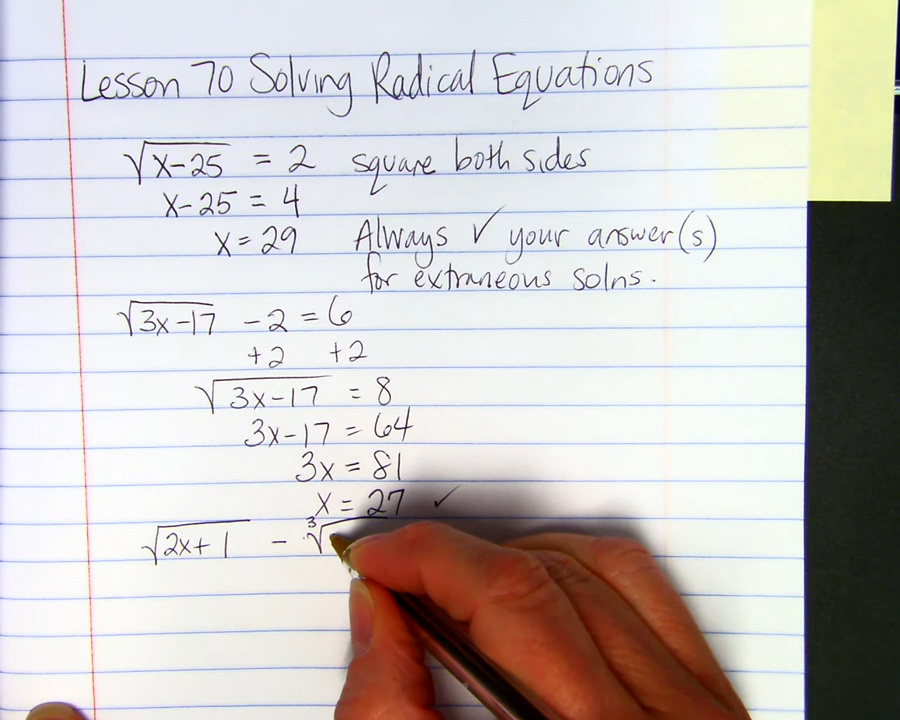 Lesson 70 Solving Radical Equations
√(x-25) = 2 square both sides
x-25 = 4
x = 29 Always ✓ your answer(s)
for extraneous solns.
√(3x-17) -2 = 6
+2 +2
√(3x-17) = 8
3x-17 = 64
3x = 81
x = 27 ✓
√(2x+1) - ∛